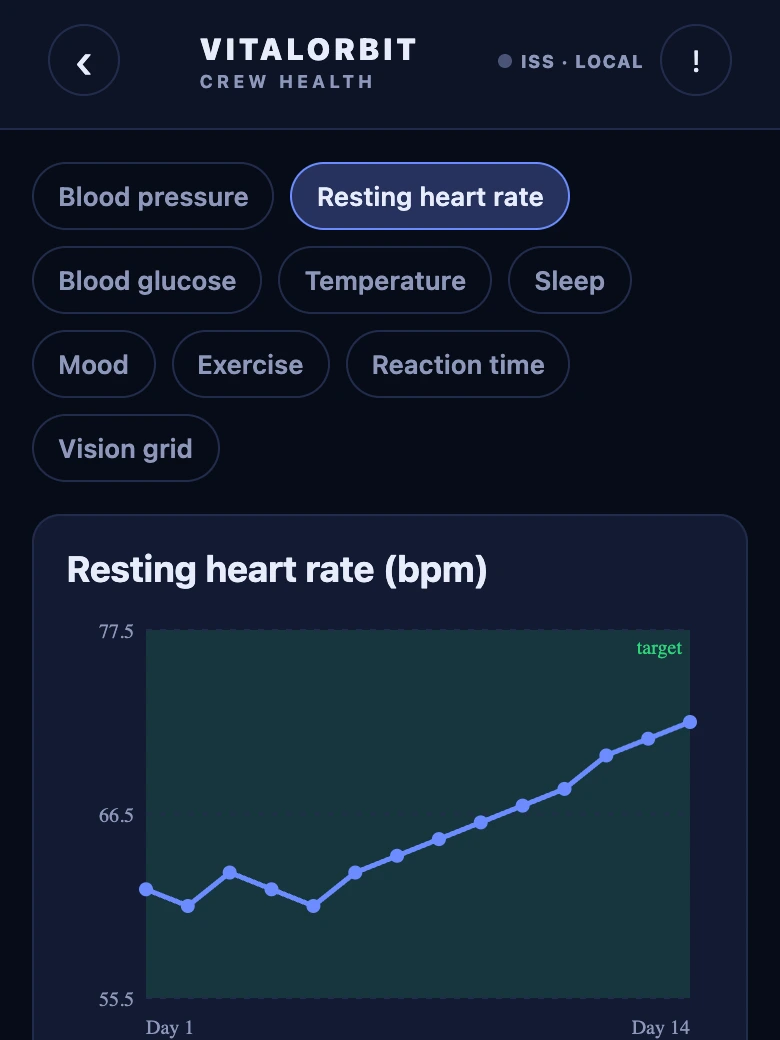 ‹
VITALORBIT
CREW HEALTH
ISS · LOCAL
!
Blood pressure
Resting heart rate
Blood glucose
Temperature
Sleep
Mood
Exercise
Reaction time
Vision grid
Resting heart rate (bpm)
77.5
target
66.5
55.5
Day 1
Day 14